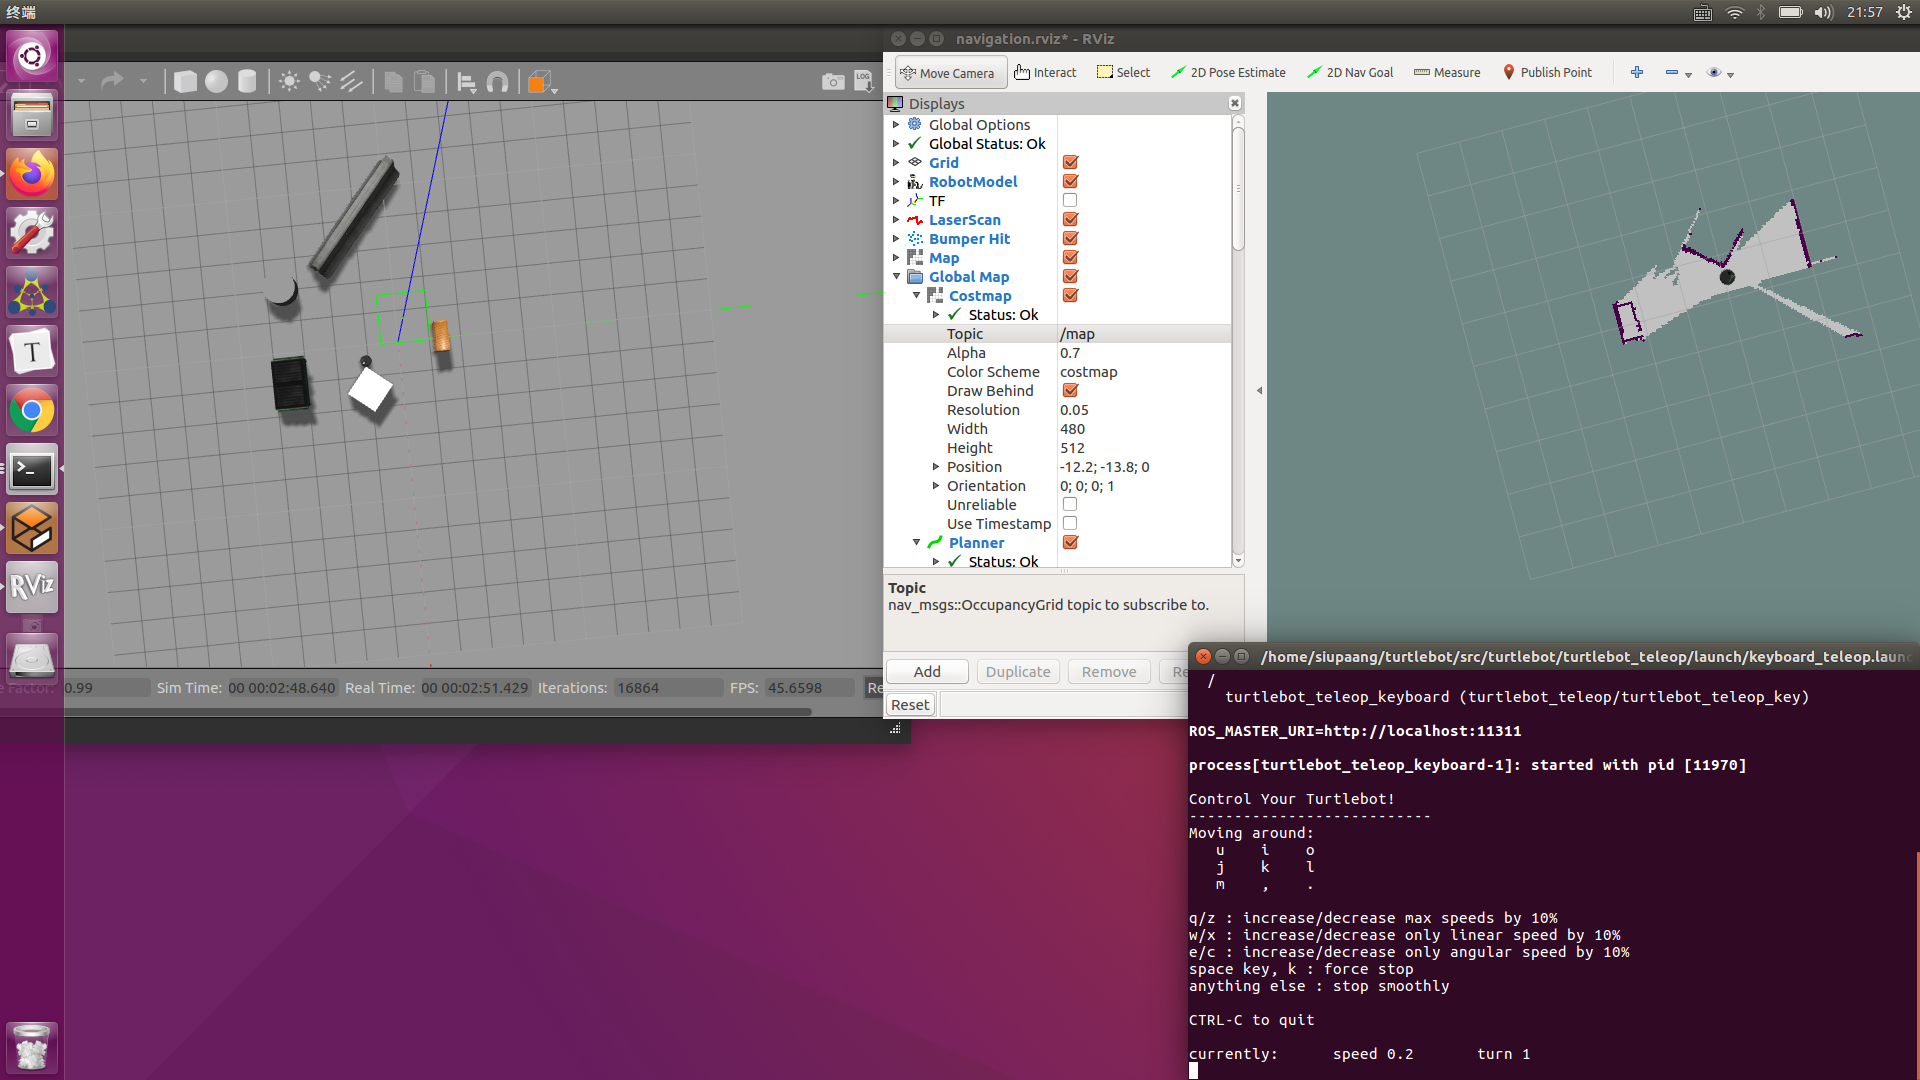 终端
21:57
navigation.rviz* - RViz
Move Camera
Interact
Select
2D Pose Estimate
2D Nav Goal
Measure
Publish Point
LOG
Displays
Global Options
Global Status: Ok
Grid
RobotModel
TF
LaserScan
Bumper Hit
Map
Global Map
Costmap
Status: Ok
Topic /map
Alpha 0.7
Color Scheme costmap
Draw Behind
Resolution 0.05
Width 480
Height 512
Position -12.2; -13.8; 0
Orientation 0; 0; 0; 1
Unreliable
Use Timestamp
Planner
Status: Ok
Topic
nav_msgs::OccupancyGrid topic to subscribe to.
Add
Duplicate
Remove
Re
Reset
T
>_
RViz
Factor: 0.99 Sim Time: 00 00:02:48.640 Real Time: 00 00:02:51.429 Iterations: 16864 FPS: 45.6598 Re
/home/siupaang/turtlebot/src/turtlebot/turtlebot_teleop/launch/keyboard_teleop.launc
/
turtlebot_teleop_keyboard (turtlebot_teleop/turtlebot_teleop_key)
ROS_MASTER_URI=http://localhost:11311
process[turtlebot_teleop_keyboard-1]: started with pid [11970]
Control Your Turtlebot!
---------------------------
Moving around:
u i o
j k l
m , .
q/z : increase/decrease max speeds by 10%
w/x : increase/decrease only linear speed by 10%
e/c : increase/decrease only angular speed by 10%
space key, k : force stop
anything else : stop smoothly
CTRL-C to quit
currently: speed 0.2 turn 1